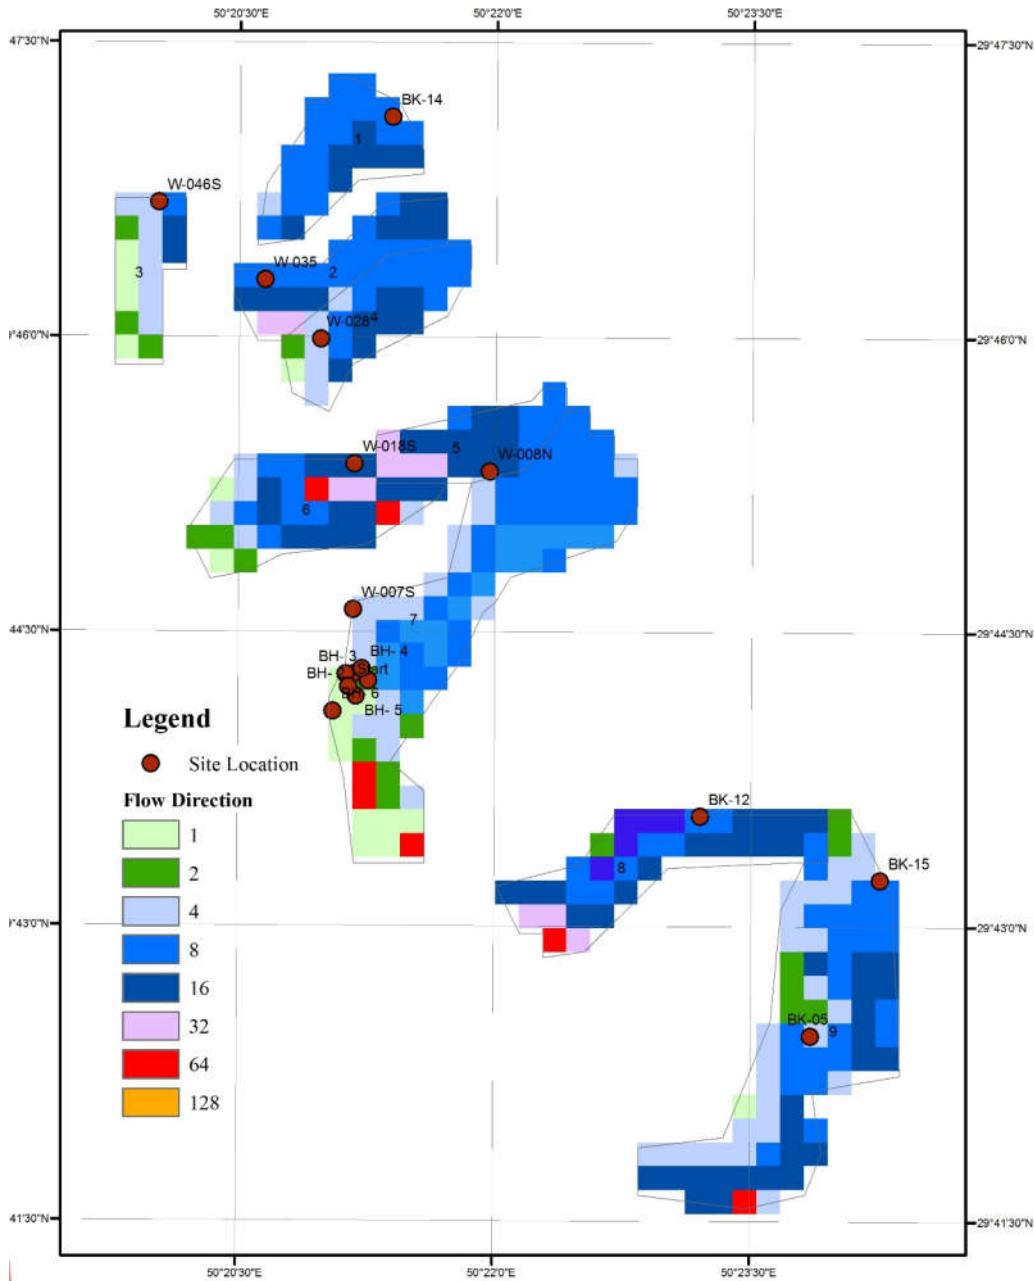 50°20'30"E 50°22'0"E 50°23'30"E
47'30"N 29°47'30"N
BK-14
1
W-046S
W-035
2
3
W-028
4
°46'0"N 29°46'0"N
W-018S
5
W-008N
6
W-007S
7
44'30"N 29°44'30"N
BH- 3
BH- 4
BH-
Start
6
BH- 5
Legend
Site Location
Flow Direction
1
2
4
8
16
32
64
128
BK-12
8
BK-15
°43'0"N 29°43'0"N
BK-05
9
41'30"N 29°41'30"N
50°20'30"E 50°22'0"E 50°23'30"E